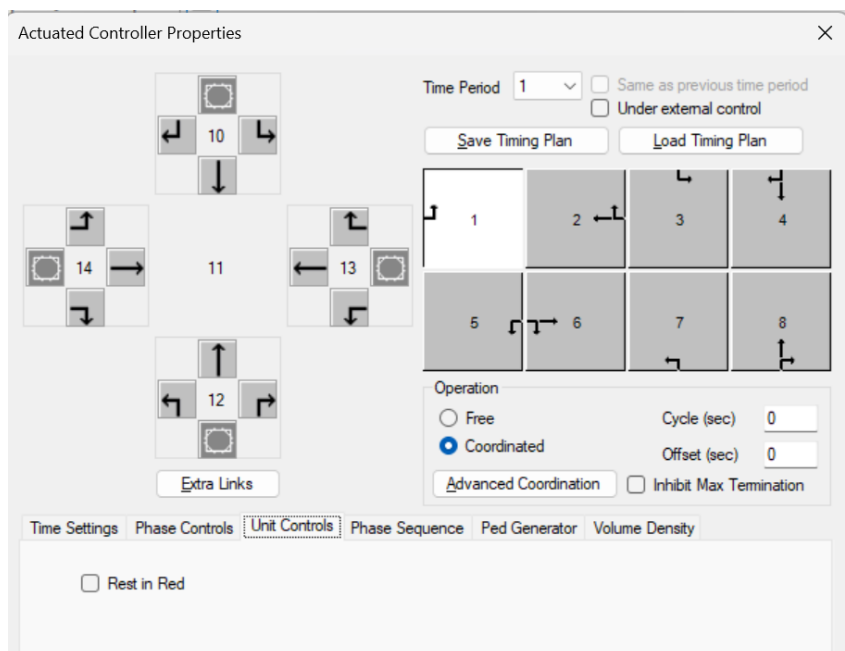 Actuated Controller Properties
Time Period 1 Same as previous time period
Under external control
Save Timing Plan Load Timing Plan
10
14 11 13
12
1 2 3 4
5 6 7 8
Operation
Free Cycle (sec) 0
Coordinated Offset (sec) 0
Extra Links Advanced Coordination Inhibit Max Termination
Time Settings Phase Controls Unit Controls Phase Sequence Ped Generator Volume Density
Rest in Red